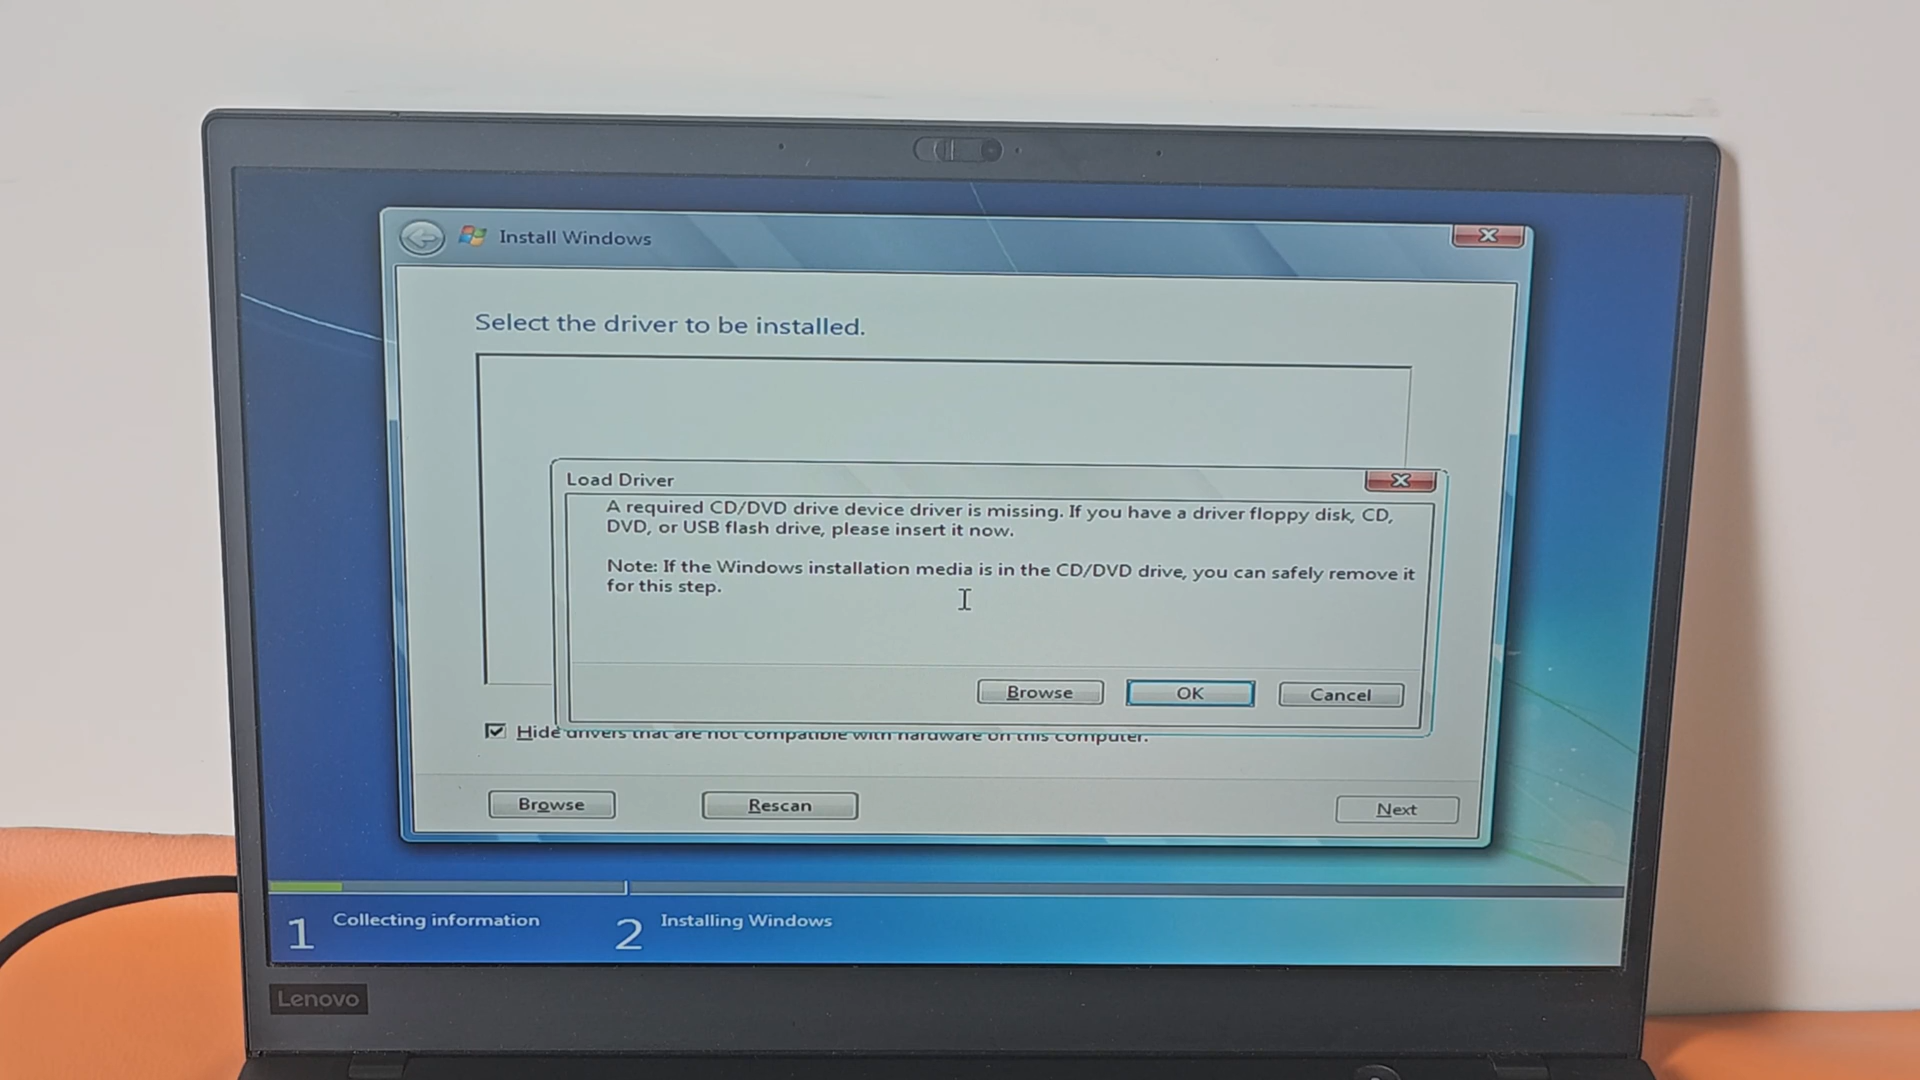 Install Windows
Select the driver to be installed.
Load Driver
A required CD/DVD drive device driver is missing. If you have a driver floppy disk, CD,
DVD, or USB flash drive, please insert it now.
Note: If the Windows installation media is in the CD/DVD drive, you can safely remove it
for this step.
Browse OK Cancel
Hide drivers that are not compatible with hardware on this computer.
Browse Rescan Next
1 Collecting information 2 Installing Windows
Lenovo